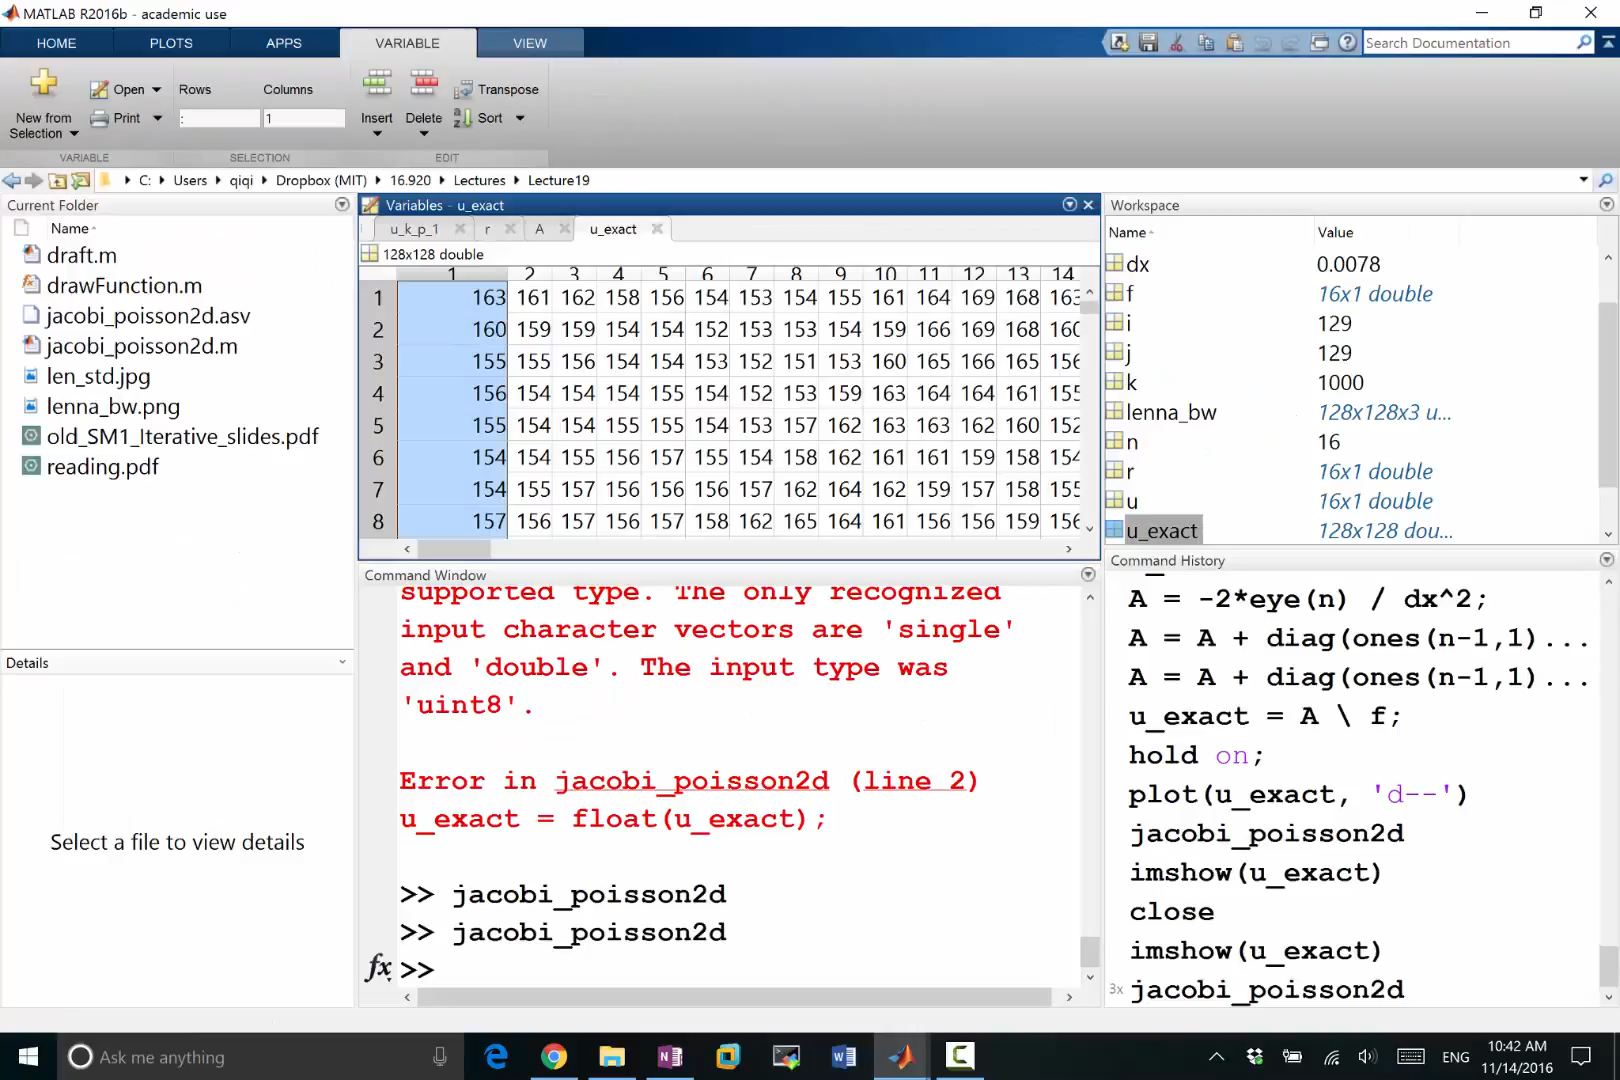 MATLAB R2016b - academic use
HOME PLOTS APPS VARIABLE VIEW
Search Documentation
New from Selection
Open
Print
Rows Columns
: 1
Insert Delete
Transpose
Sort
VARIABLE SELECTION EDIT
C: Users qiqi Dropbox (MIT) 16.920 Lectures Lecture19
Current Folder
Name
draft.m
drawFunction.m
jacobi_poisson2d.asv
jacobi_poisson2d.m
len_std.jpg
lenna_bw.png
old_SM1_Iterative_slides.pdf
reading.pdf
Details
Select a file to view details
Variables - u_exact
u_k_p_1 r A u_exact
128x128 double
1 2 3 4 5 6 7 8 9 10 11 12 13 14
1 163 161 162 158 156 154 153 154 155 161 164 169 168 163
2 160 159 159 154 154 152 153 153 154 159 166 169 168 160
3 155 155 156 154 154 153 152 151 153 160 165 166 165 156
4 156 154 154 154 155 154 152 153 159 163 164 164 161 155
5 155 154 154 155 155 154 153 157 162 163 163 162 160 152
6 154 154 155 156 157 155 154 158 162 161 161 159 158 154
7 154 155 157 156 156 156 157 162 164 162 159 157 158 155
8 157 156 157 156 157 158 162 165 164 161 156 156 159 156
Command Window
supported type. The only recognized
input character vectors are 'single'
and 'double'. The input type was
'uint8'.
Error in jacobi_poisson2d (line 2)
u_exact = float(u_exact);
>> jacobi_poisson2d
>> jacobi_poisson2d
fx >>
Workspace
Name Value
dx 0.0078
f 16x1 double
i 129
j 129
k 1000
lenna_bw 128x128x3 u...
n 16
r 16x1 double
u 16x1 double
u_exact 128x128 dou...
Command History
A = -2*eye(n) / dx^2;
A = A + diag(ones(n-1,1)...
A = A + diag(ones(n-1,1)...
u_exact = A \ f;
hold on;
plot(u_exact, 'd--')
jacobi_poisson2d
imshow(u_exact)
close
imshow(u_exact)
3x jacobi_poisson2d
Ask me anything
ENG
10:42 AM
11/14/2016